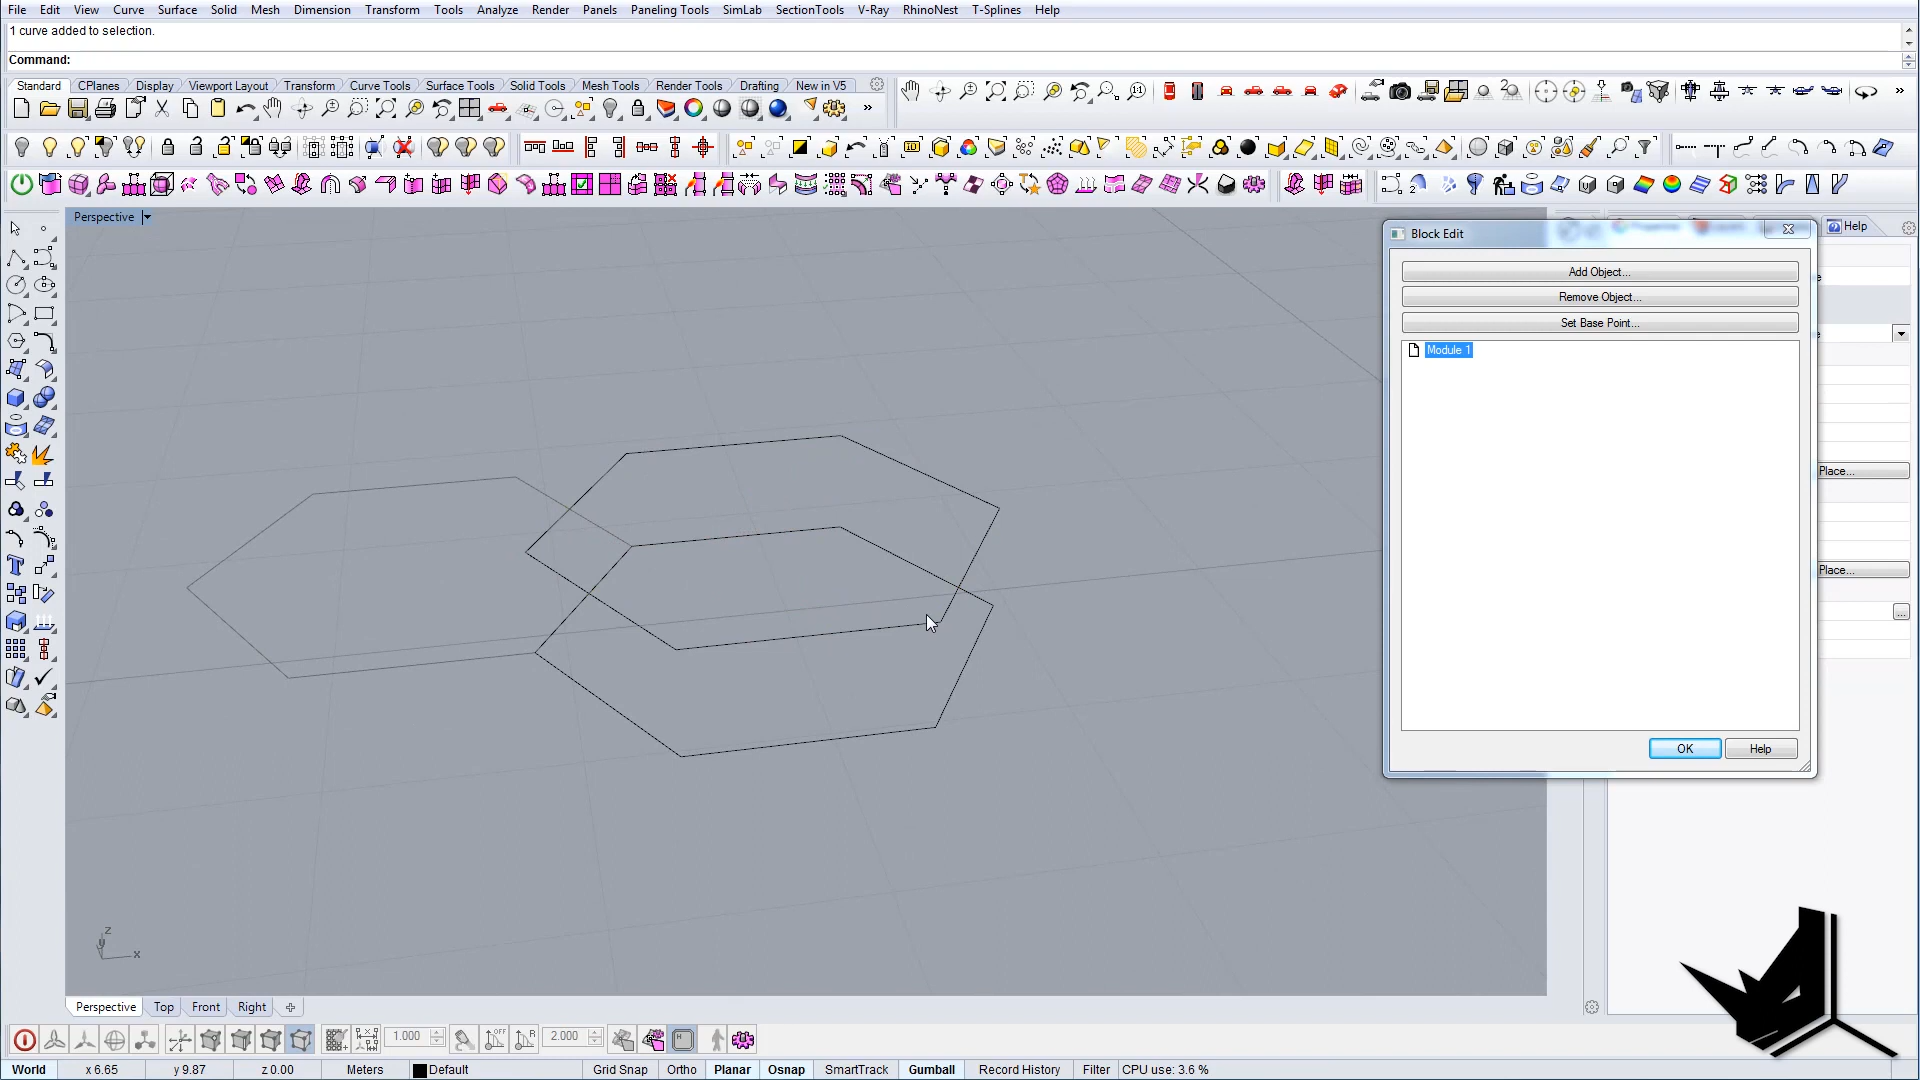 File Edit View Curve Surface Solid Mesh Dimension Transform Tools Analyze Render Panels Paneling Tools SimLab SectionTools V-Ray RhinoNest T-Splines Help
1 curve added to selection.
Command:
Standard CPlanes Display Viewport Layout Transform Curve Tools Surface Tools Solid Tools Mesh Tools Render Tools Drafting New in V5
Perspective
Help
Block Edit
Add Object...
Remove Object...
Set Base Point...
Module 1
Place...
Place...
OK Help
z
y
x
Perspective Top Front Right
1.000 2.000
World x 6.65 y 9.87 z 0.00 Meters Default Grid Snap Ortho Planar Osnap SmartTrack Gumball Record History Filter CPU use: 3.6 %